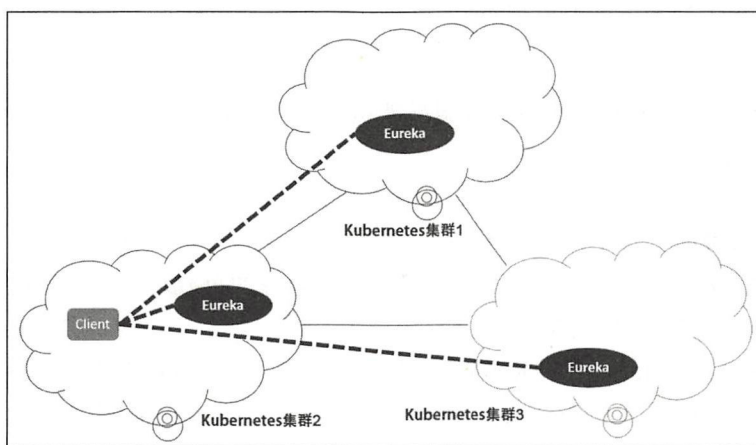 Eureka
Kubernetes集群1
Eureka
Client
Eureka
Kubernetes集群2
Kubernetes集群3